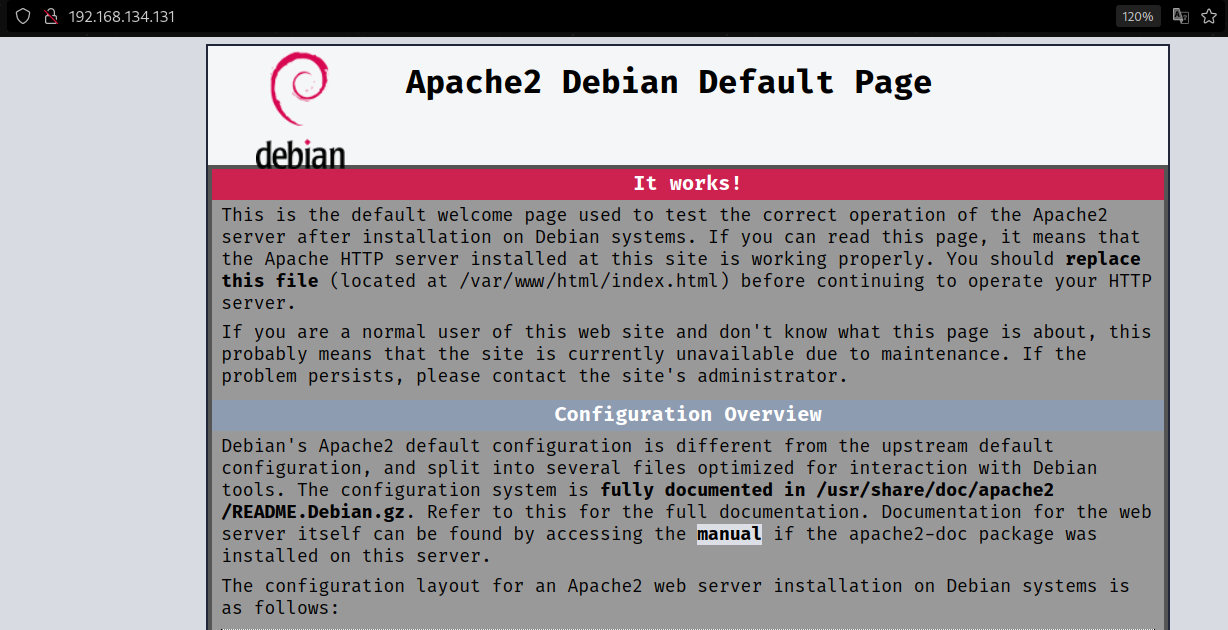 192.168.134.131
120%
Apache2 Debian Default Page
debian
It works!
This is the default welcome page used to test the correct operation of the Apache2
server after installation on Debian systems. If you can read this page, it means that
the Apache HTTP server installed at this site is working properly. You should replace
this file (located at /var/www/html/index.html) before continuing to operate your HTTP
server.
If you are a normal user of this web site and don't know what this page is about, this
probably means that the site is currently unavailable due to maintenance. If the
problem persists, please contact the site's administrator.
Configuration Overview
Debian's Apache2 default configuration is different from the upstream default
configuration, and split into several files optimized for interaction with Debian
tools. The configuration system is fully documented in /usr/share/doc/apache2
/README.Debian.gz. Refer to this for the full documentation. Documentation for the web
server itself can be found by accessing the manual if the apache2-doc package was
installed on this server.
The configuration layout for an Apache2 web server installation on Debian systems is
as follows: